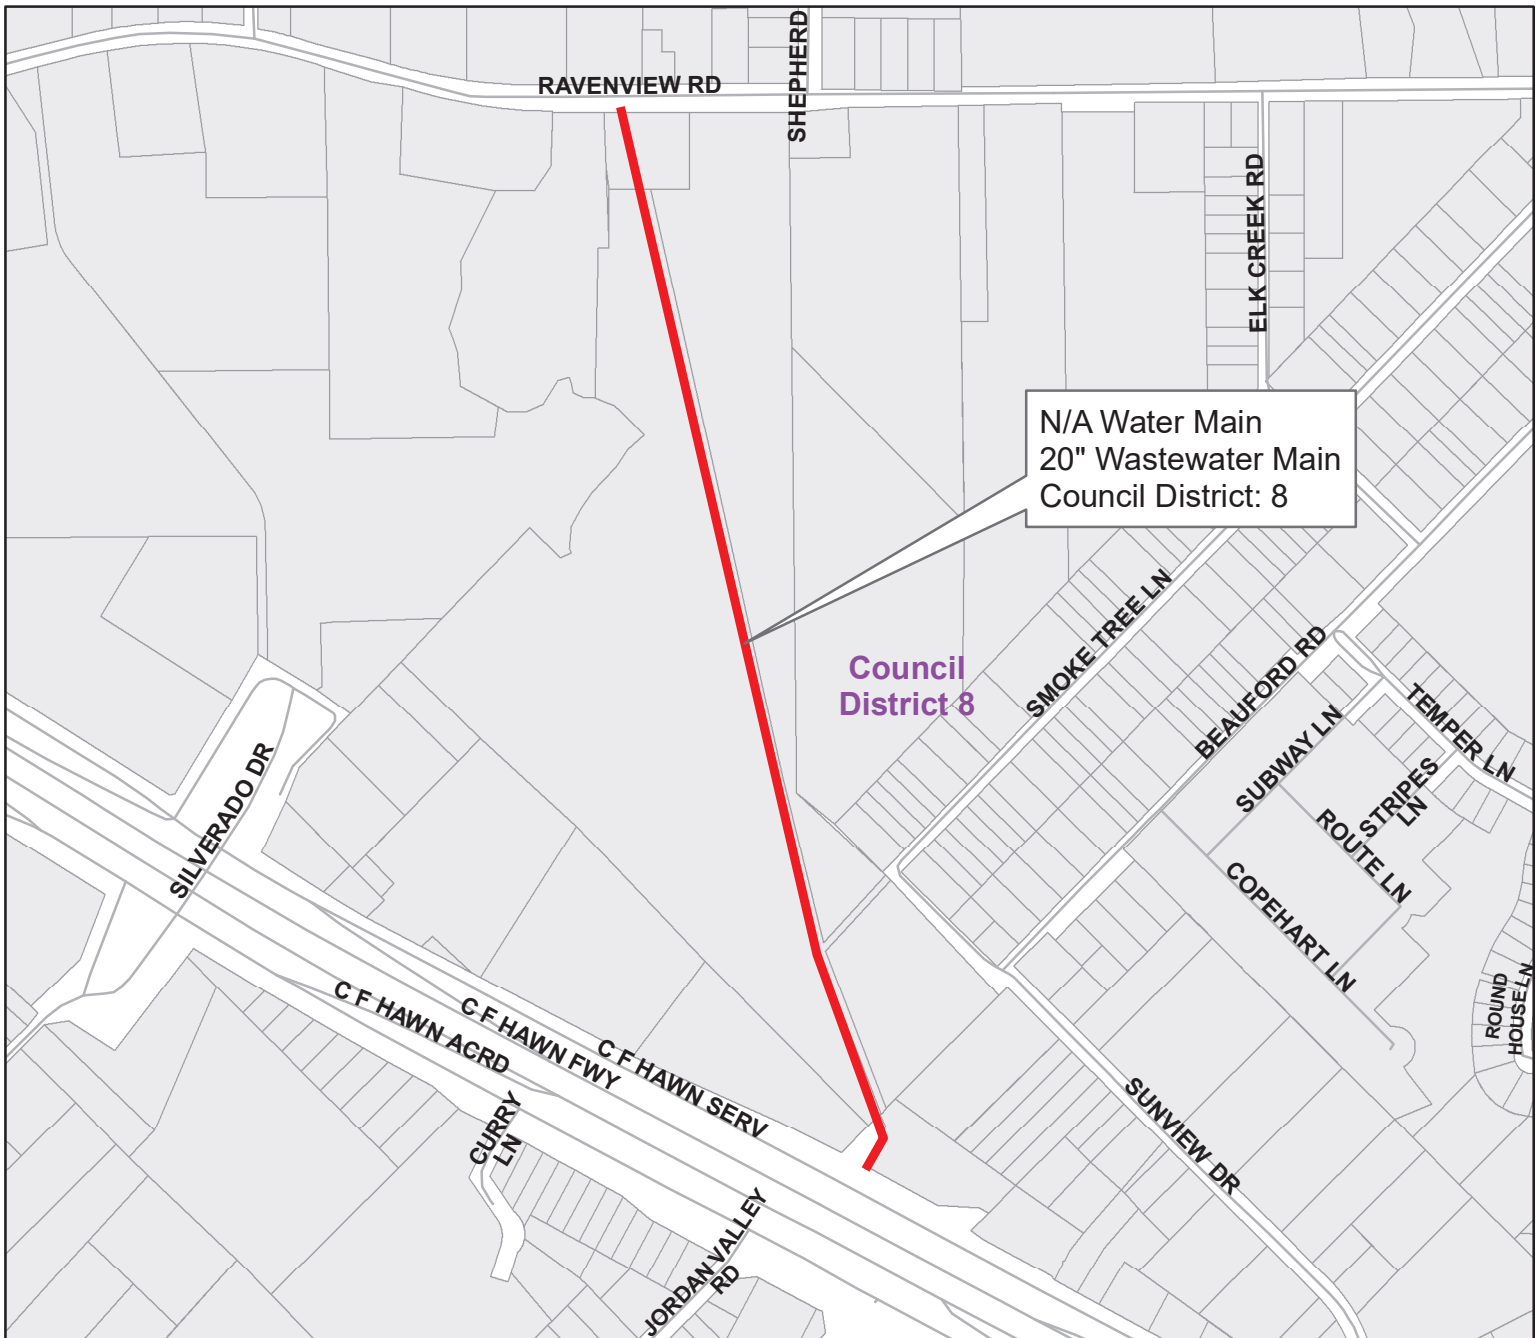 RAVENVIEW RD
SHEPHERD
ELK CREEK RD
N/A Water Main
20" Wastewater Main
Council District: 8
Council
District 8
SMOKE TREE LN
BEAUFORD RD
TEMPER LN
SUBWAY LN
STRIPES
LN
ROUTE LN
COPEHART LN
ROUND
HOUSE LN
SILVERADO DR
C F HAWN ACRD
C F HAWN FWY
C F HAWN SERV
CURRY
LN
SUNVIEW DR
JORDAN VALLEY
RD